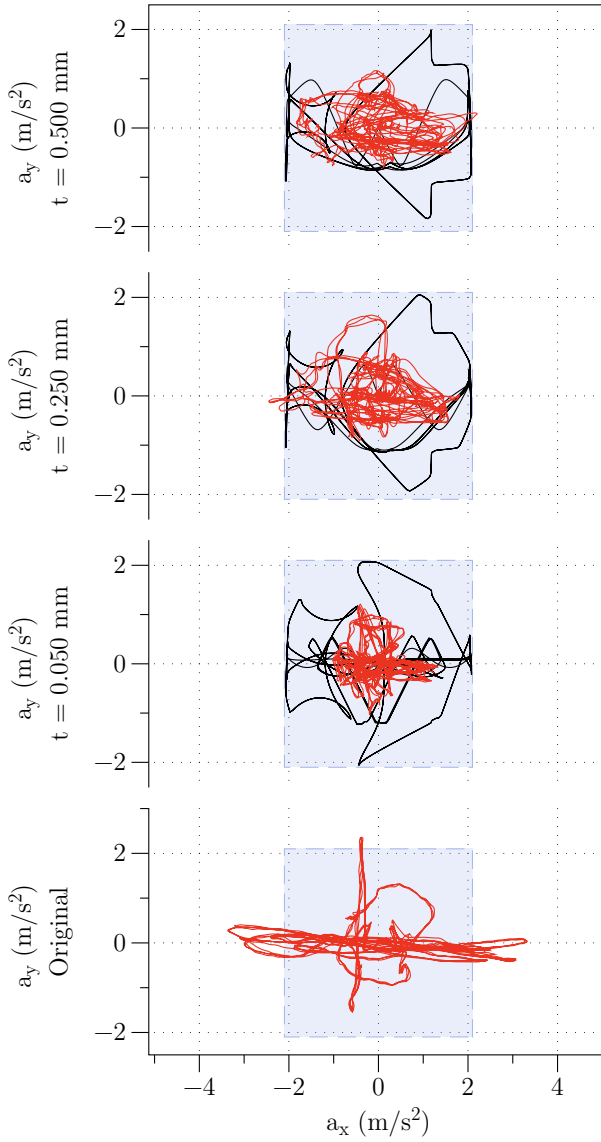 a_y (m/s²)
t = 0.500 mm
2
0
−2
a_y (m/s²)
t = 0.250 mm
2
0
−2
a_y (m/s²)
t = 0.050 mm
2
0
−2
a_y (m/s²)
Original
2
0
−2
−4 −2 0 2 4
a_x (m/s²)